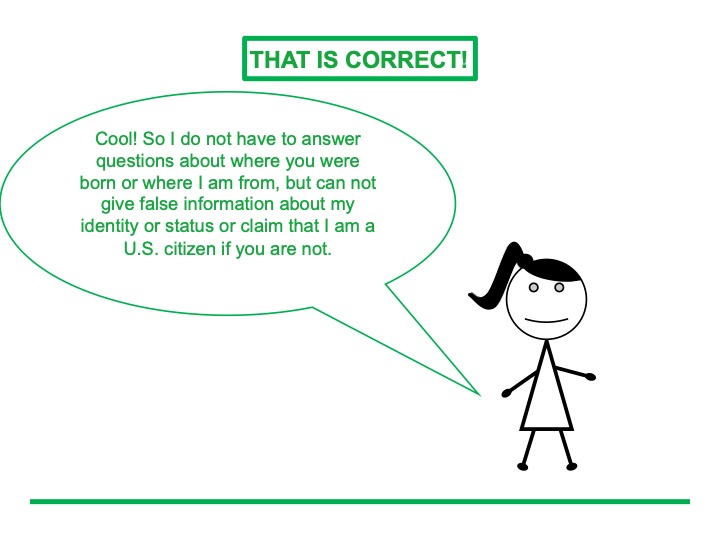 THAT IS CORRECT!
Cool! So I do not have to answer
questions about where you were
born or where I am from, but can not
give false information about my
identity or status or claim that I am a
U.S. citizen if you are not.